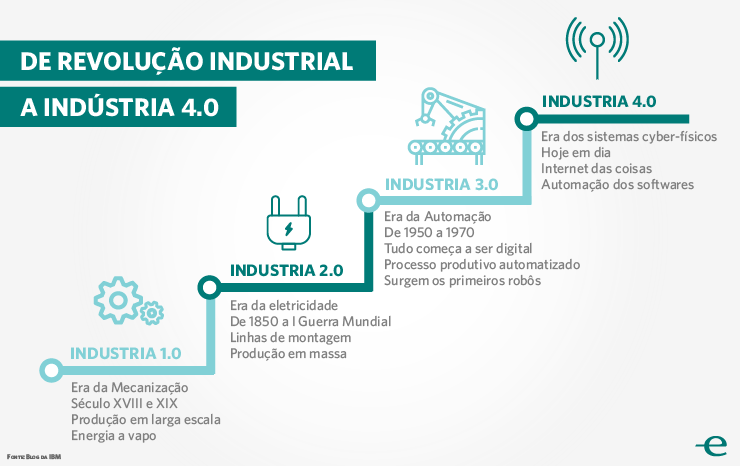 DE REVOLUÇÃO INDUSTRIAL
A INDÚSTRIA 4.0
INDUSTRIA 4.0
Era dos sistemas cyber-físicos
Hoje em dia
Internet das coisas
Automação dos softwares
INDUSTRIA 3.0
Era da Automação
De 1950 a 1970
Tudo começa a ser digital
Processo produtivo automatizado
Surgem os primeiros robôs
INDUSTRIA 2.0
Era da eletricidade
De 1850 a I Guerra Mundial
Linhas de montagem
Produção em massa
INDUSTRIA 1.0
Era da Mecanização
Século XVIII e XIX
Produção em larga escala
Energia a vapo
Fonte: Blog da IBM